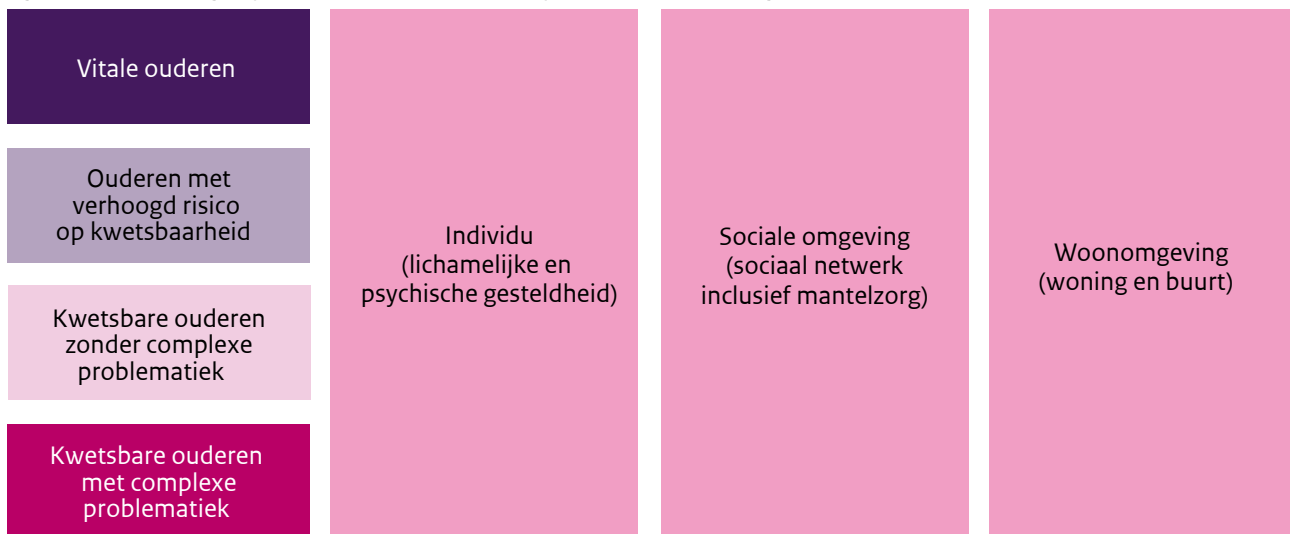 Vitale ouderen
Ouderen met
verhoogd risico
op kwetsbaarheid
Kwetsbare ouderen
zonder complexe
problematiek
Kwetsbare ouderen
met complexe
problematiek
Individu
(lichamelijke en
psychische gesteldheid)
Sociale omgeving
(sociaal netwerk
inclusief mantelzorg)
Woonomgeving
(woning en buurt)